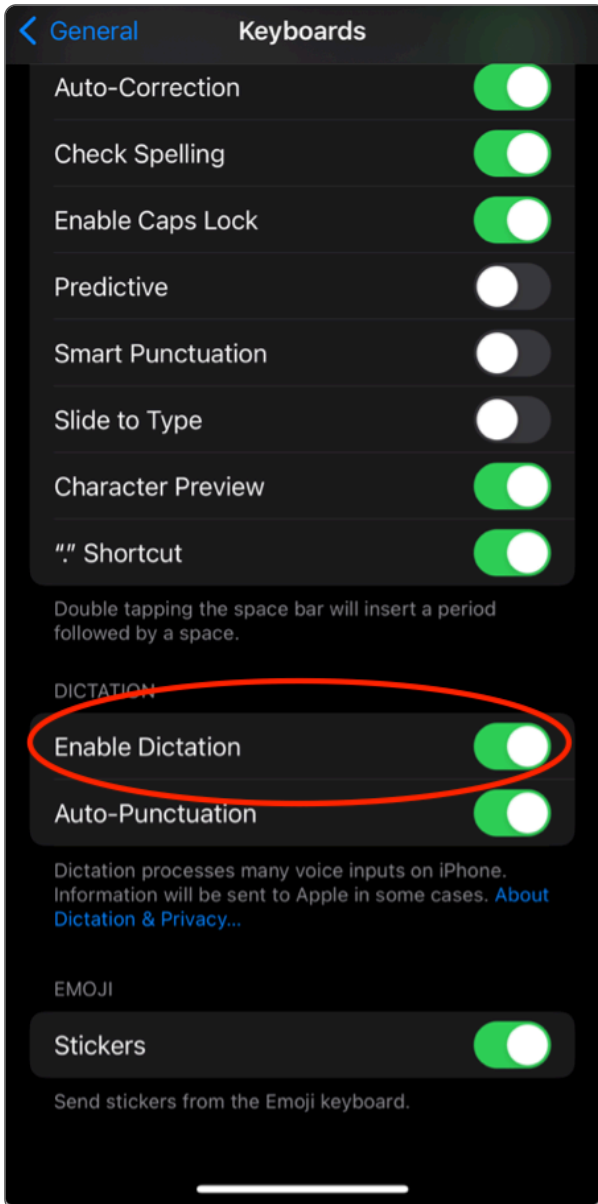 General
Keyboards
Auto-Correction
Check Spelling
Enable Caps Lock
Predictive
Smart Punctuation
Slide to Type
Character Preview
“.” Shortcut
Double tapping the space bar will insert a period
followed by a space.
DICTATION
Enable Dictation
Auto-Punctuation
Dictation processes many voice inputs on iPhone.
Information will be sent to Apple in some cases. About
Dictation & Privacy...
EMOJI
Stickers
Send stickers from the Emoji keyboard.